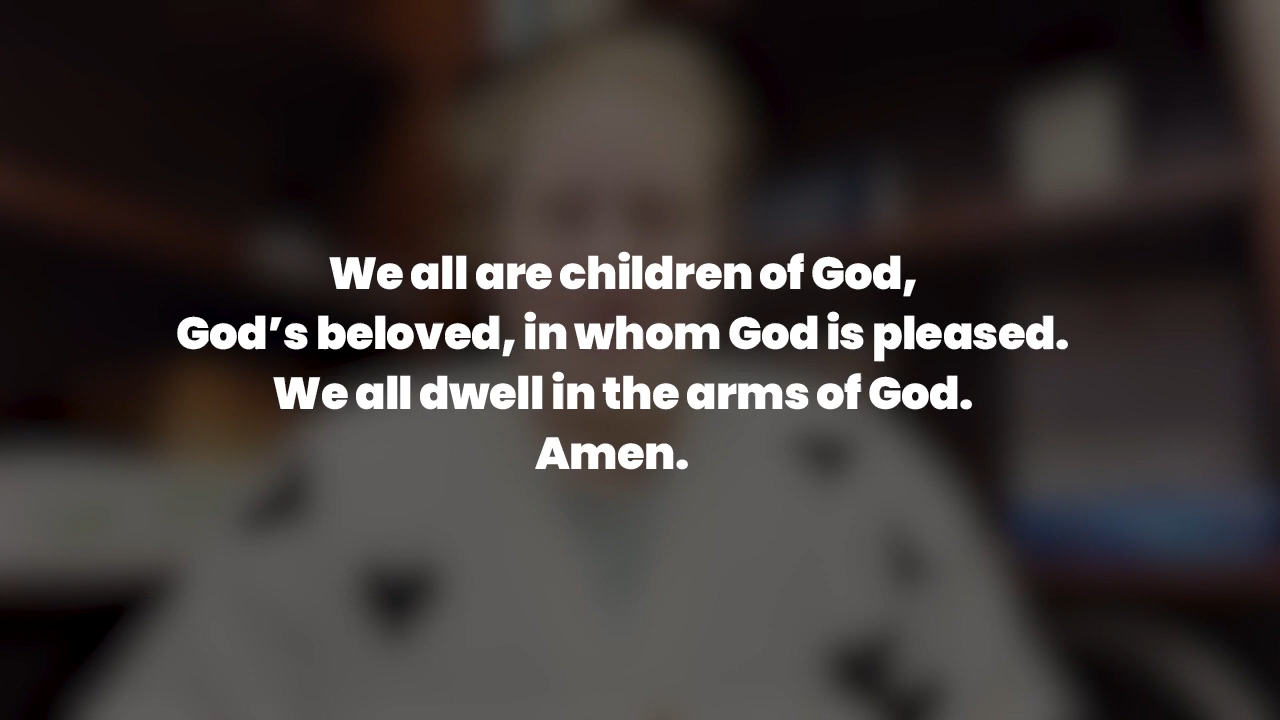 We all are children of God,
God’s beloved, in whom God is pleased.
We all dwell in the arms of God.
Amen.